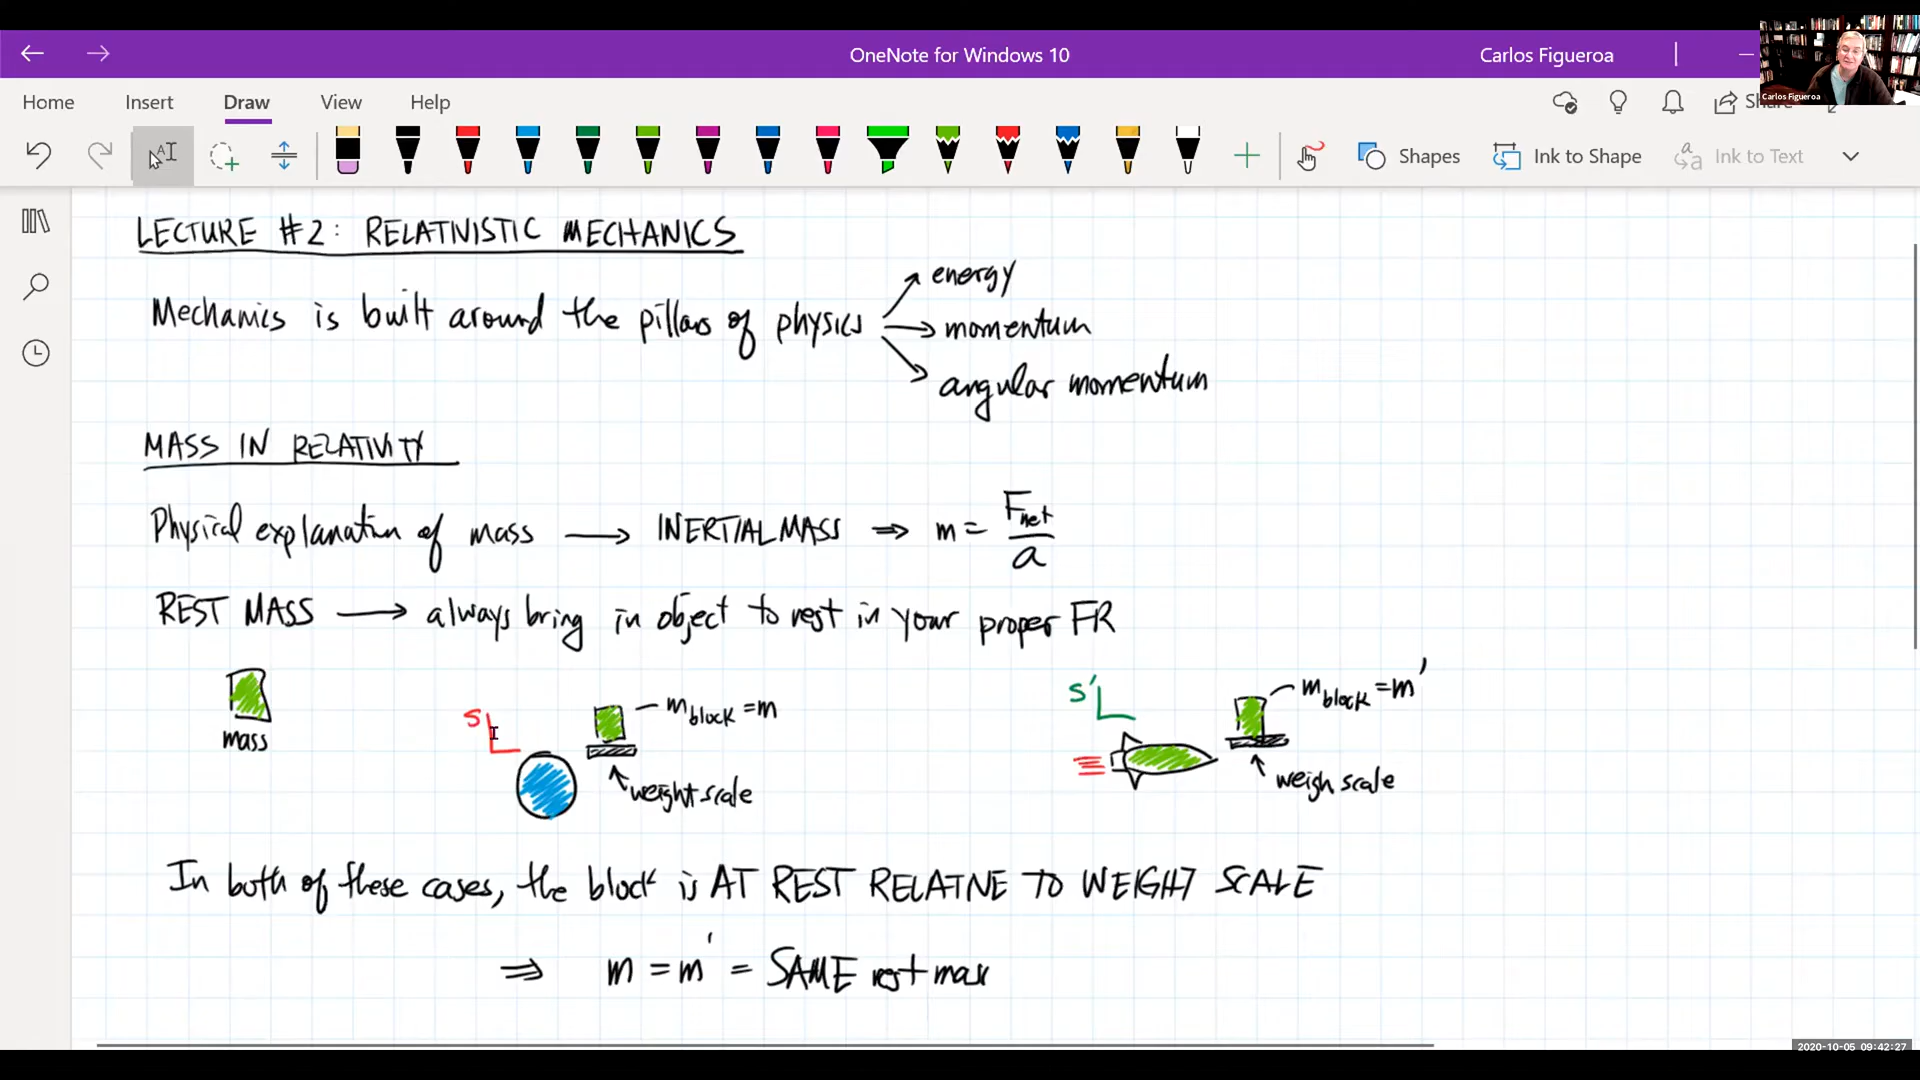 OneNote for Windows 10
Carlos Figueroa
Home Insert Draw View Help
Share
Carlos Figueroa
Shapes Ink to Shape Ink to Text
LECTURE #2: RELATIVISTIC MECHANICS
energy
Mechanics is built around the pillars of physics
momentum
angular momentum
MASS IN RELATIVITY
Physical explanation of mass → INERTIAL MASS ⇒ m = Fnet/a
REST MASS → always bring in object to rest in your proper FR
mass
S
mblock = m
weight scale
S'
mblock = m'
weigh scale
In both of these cases, the block is AT REST RELATIVE TO WEIGHT SCALE
⇒ m = m' = SAME rest mass
2020-10-05 09:42:27